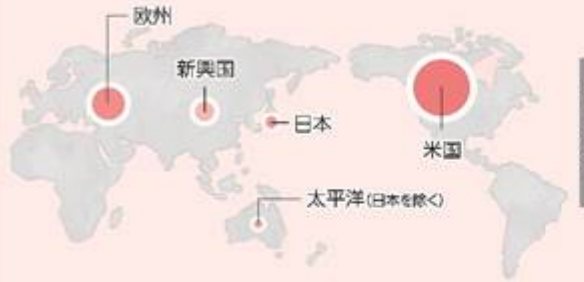 欧州
新興国
日本
米国
太平洋(日本を除く)